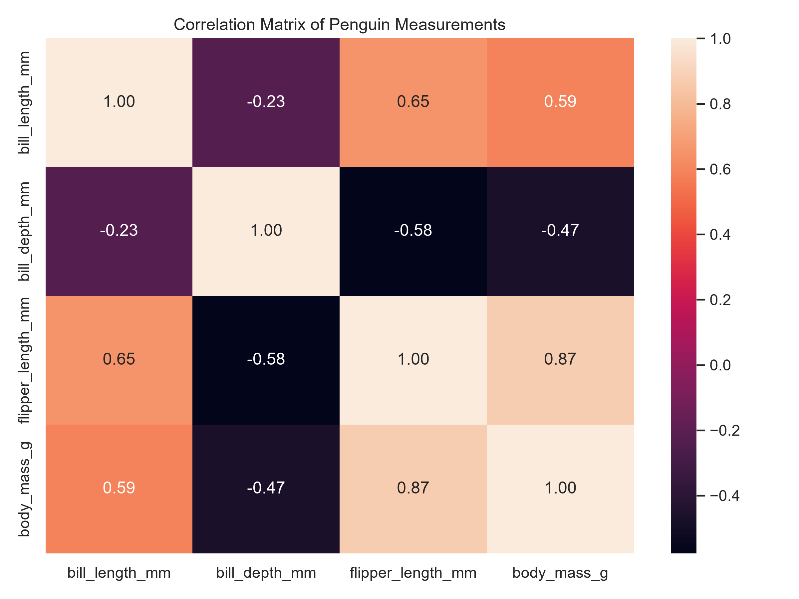 Correlation Matrix of Penguin Measurements
bill_length_mm 1.00 -0.23 0.65 0.59
bill_depth_mm -0.23 1.00 -0.58 -0.47
flipper_length_mm 0.65 -0.58 1.00 0.87
body_mass_g 0.59 -0.47 0.87 1.00
bill_length_mm bill_depth_mm flipper_length_mm body_mass_g
1.0
0.8
0.6
0.4
0.2
0.0
−0.2
−0.4